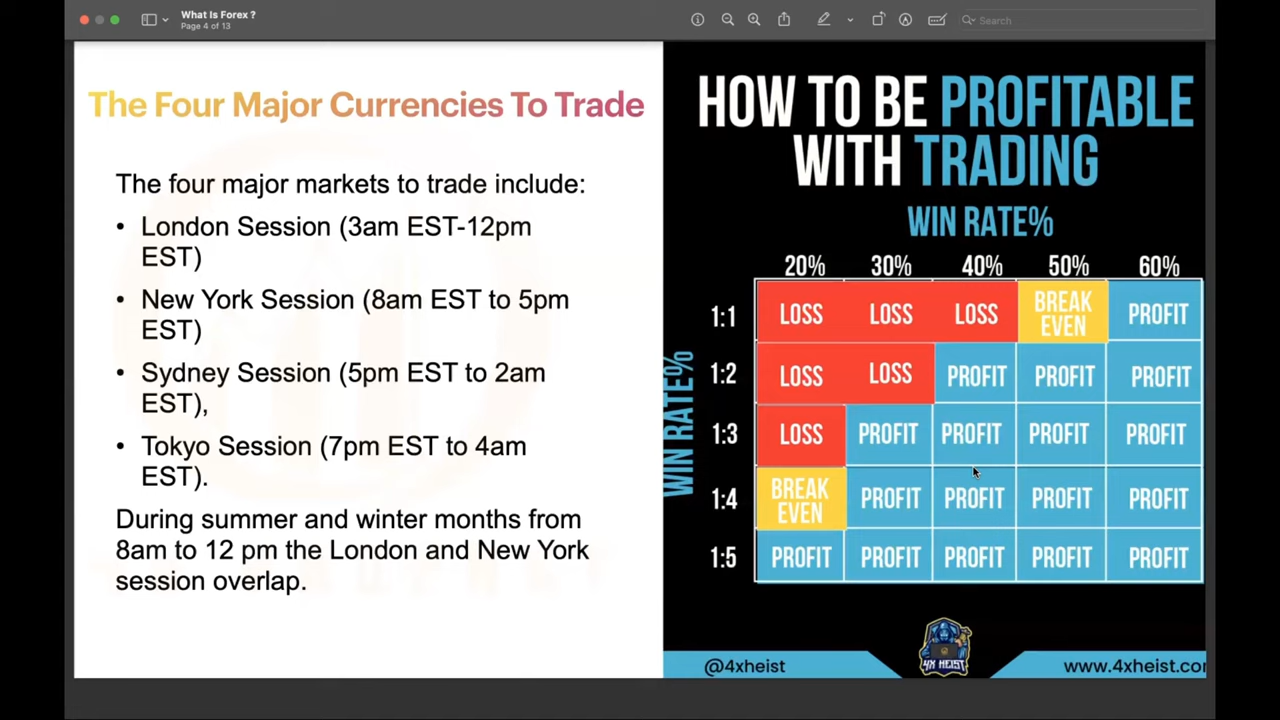 What Is Forex ?
Page 4 of 13
Search
The Four Major Currencies To Trade
The four major markets to trade include:
• London Session (3am EST-12pm
EST)
• New York Session (8am EST to 5pm
EST)
• Sydney Session (5pm EST to 2am
EST),
• Tokyo Session (7pm EST to 4am
EST).
During summer and winter months from
8am to 12 pm the London and New York
session overlap.
HOW TO BE PROFITABLE
WITH TRADING
WIN RATE%
20% 30% 40% 50% 60%
WIN RATE%
1:1 LOSS LOSS LOSS BREAK EVEN PROFIT
1:2 LOSS LOSS PROFIT PROFIT PROFIT
1:3 LOSS PROFIT PROFIT PROFIT PROFIT
1:4 BREAK EVEN PROFIT PROFIT PROFIT PROFIT
1:5 PROFIT PROFIT PROFIT PROFIT PROFIT
4X HEIST
@4xheist
www.4xheist.cor